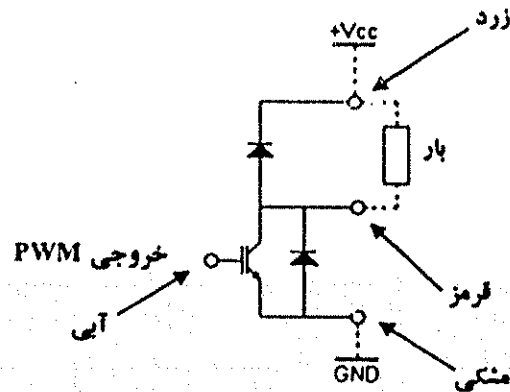 زرد
+Vcc
بار
خروجی PWM
آبی
قرمز
مشکی
GND